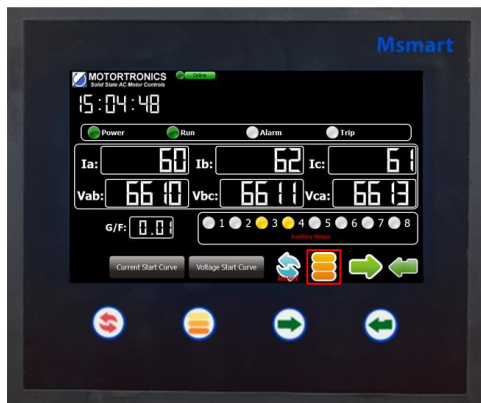 Msmart
MOTORTRONICS
Solid State AC Motor Controls
Online
15:04:48
Power Run Alarm Trip
Ia: 60 Ib: 62 Ic: 61
Vab: 6610 Vbc: 6611 Vca: 6613
G/F: 0.01 1 2 3 4 5 6 7 8
Auxiliary Relays
Current Start Curve Voltage Start Curve